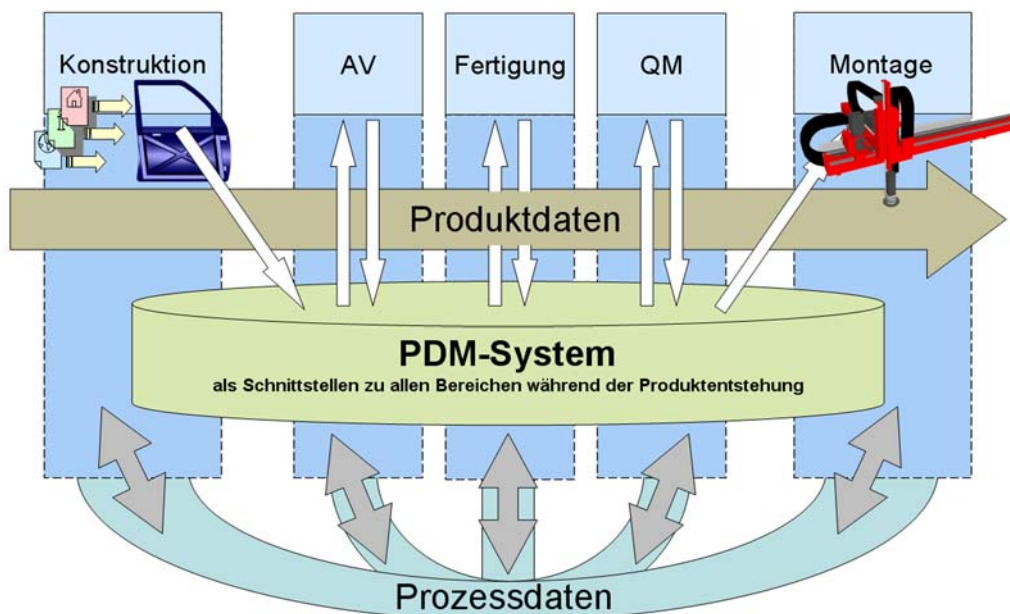 Konstruktion
AV
Fertigung
QM
Montage
Produktdaten
PDM-System
als Schnittstellen zu allen Bereichen während der Produktentstehung
Prozessdaten